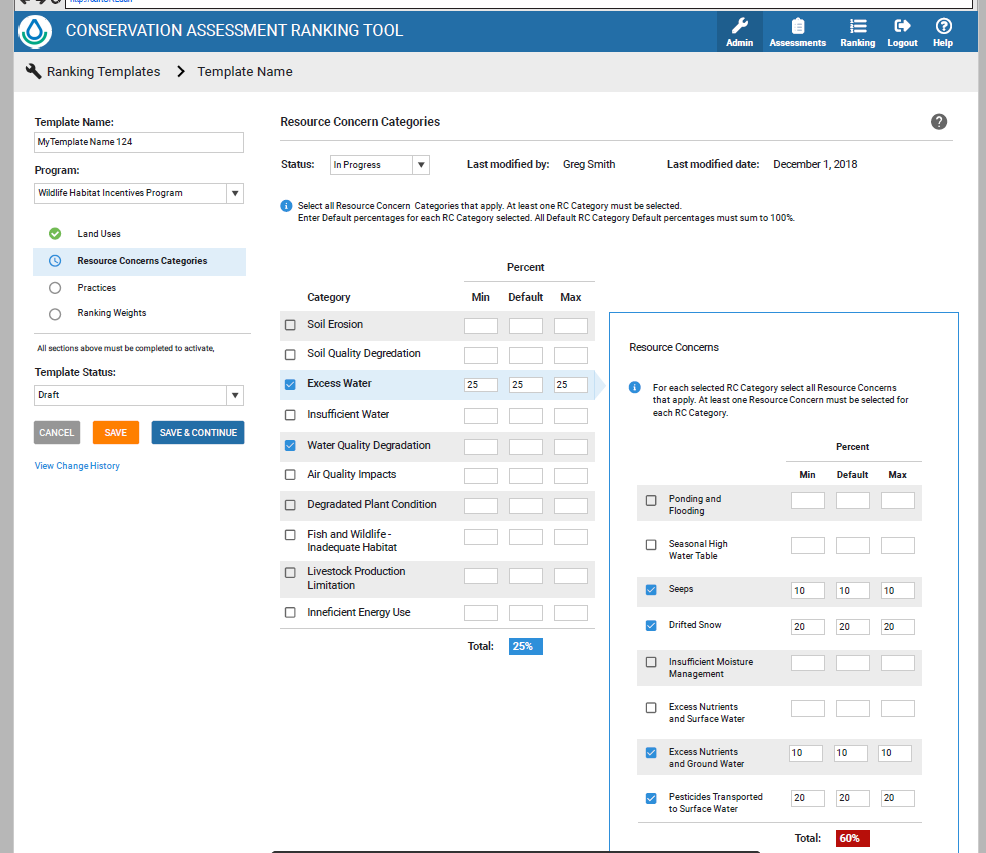 CONSERVATION ASSESSMENT RANKING TOOL
Admin
Assessments
Ranking
Logout
Help
Ranking Templates
Template Name
Template Name:
MyTemplate Name 124
Program:
Wildlife Habitat Incentives Program
Land Uses
Resource Concerns Categories
Practices
Ranking Weights
All sections above must be completed to activate,
Template Status:
Draft
CANCEL
SAVE
SAVE & CONTINUE
View Change History
Resource Concern Categories
?
Status:
In Progress
Last modified by: Greg Smith
Last modified date: December 1, 2018
Select all Resource Concern Categories that apply. At least one RC Category must be selected.
Enter Default percentages for each RC Category selected. All Default RC Category Default percentages must sum to 100%.
Percent
Category Min Default Max
Soil Erosion
Soil Quality Degredation
Excess Water 25 25 25
Insufficient Water
Water Quality Degradation
Air Quality Impacts
Degradated Plant Condition
Fish and Wildlife -
Inadequate Habitat
Livestock Production
Limitation
Inneficient Energy Use
Total: 25%
Resource Concerns
For each selected RC Category select all Resource Concerns
that apply. At least one Resource Concern must be selected for
each RC Category.
Percent
Min Default Max
Ponding and
Flooding
Seasonal High
Water Table
Seeps 10 10 10
Drifted Snow 20 20 20
Insufficient Moisture
Management
Excess Nutrients
and Surface Water
Excess Nutrients 10 10 10
and Ground Water
Pesticides Transported 20 20 20
to Surface Water
Total: 60%